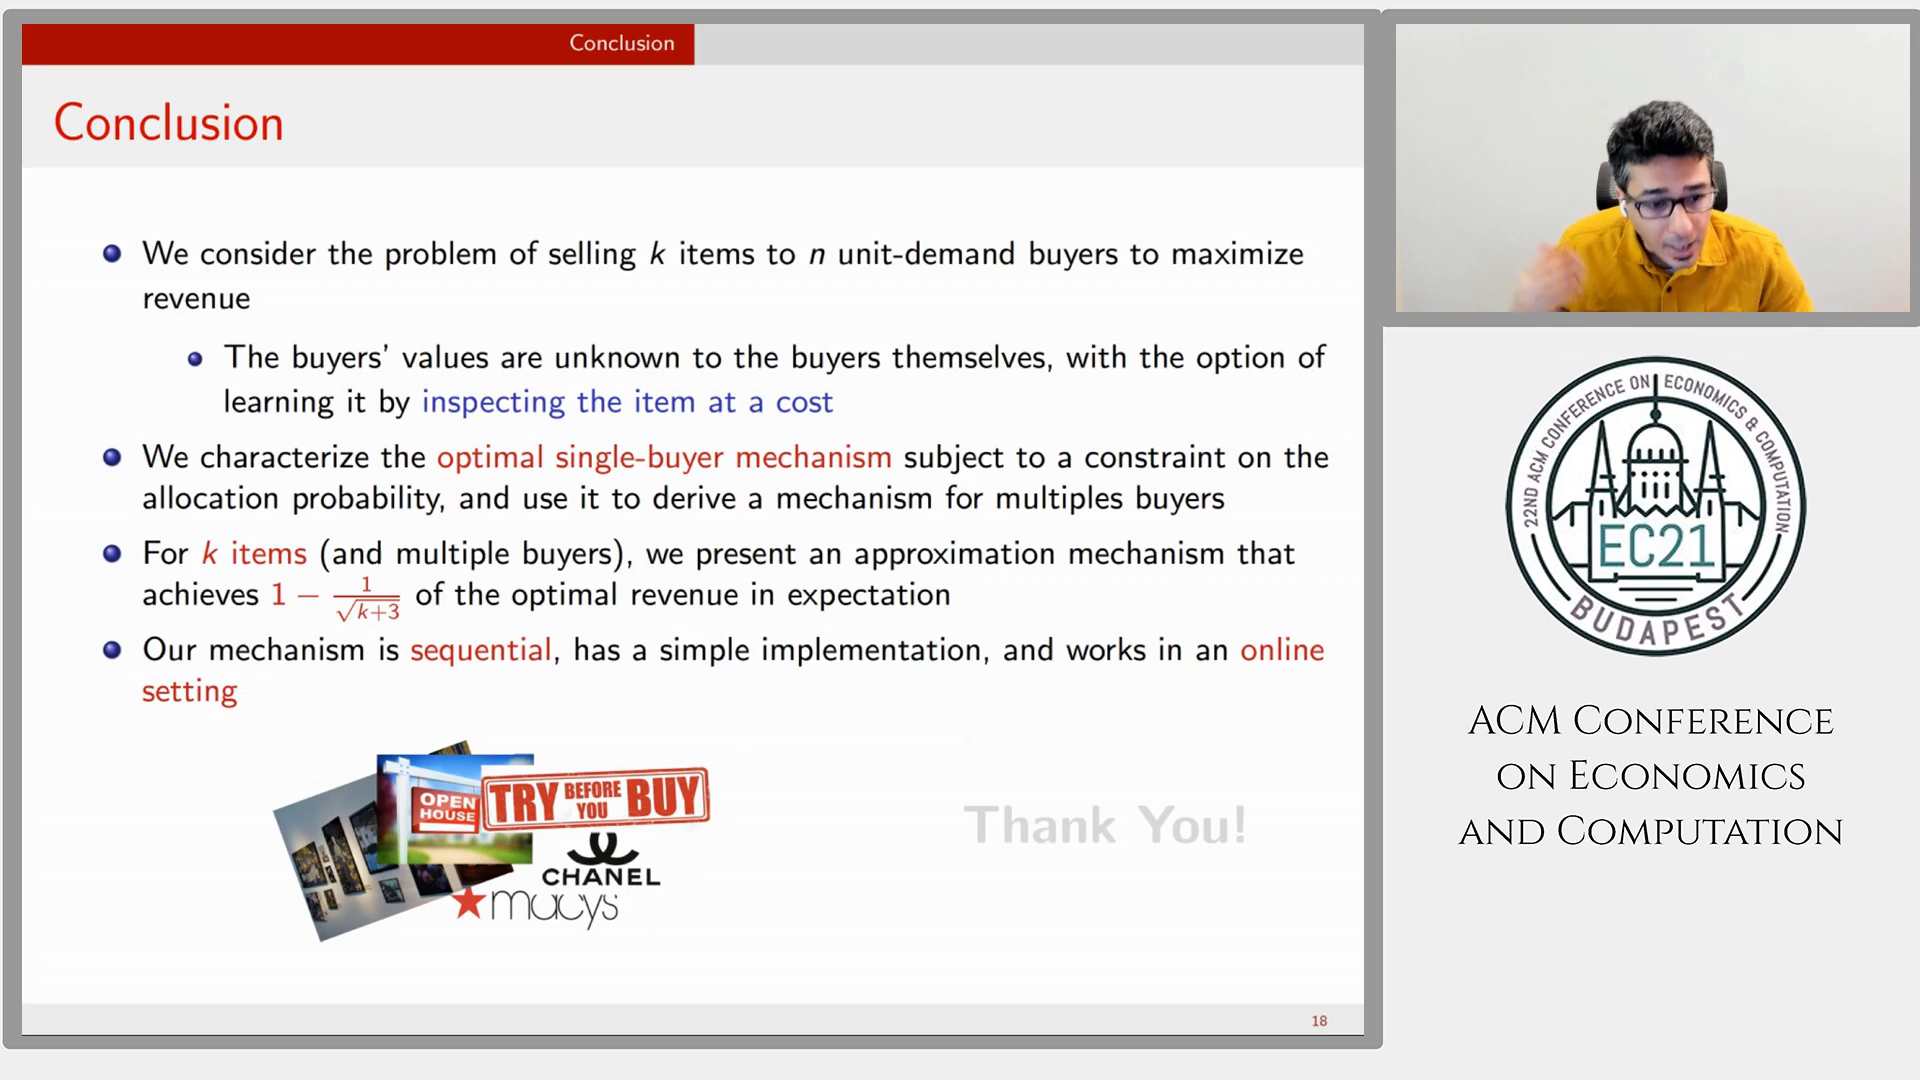 Conclusion
Conclusion
We consider the problem of selling k items to n unit-demand buyers to maximize
revenue
The buyers' values are unknown to the buyers themselves, with the option of
learning it by inspecting the item at a cost
We characterize the optimal single-buyer mechanism subject to a constraint on the
allocation probability, and use it to derive a mechanism for multiples buyers
For k items (and multiple buyers), we present an approximation mechanism that
achieves 1 − 1/√(k+3) of the optimal revenue in expectation
Our mechanism is sequential, has a simple implementation, and works in an online
setting
OPEN
HOUSE
TRY BEFORE YOU BUY
CHANEL
macys
Thank You!
18
22ND ACM CONFERENCE ON ECONOMICS & COMPUTATION
EC21
BUDAPEST
ACM Conference
on Economics
and Computation